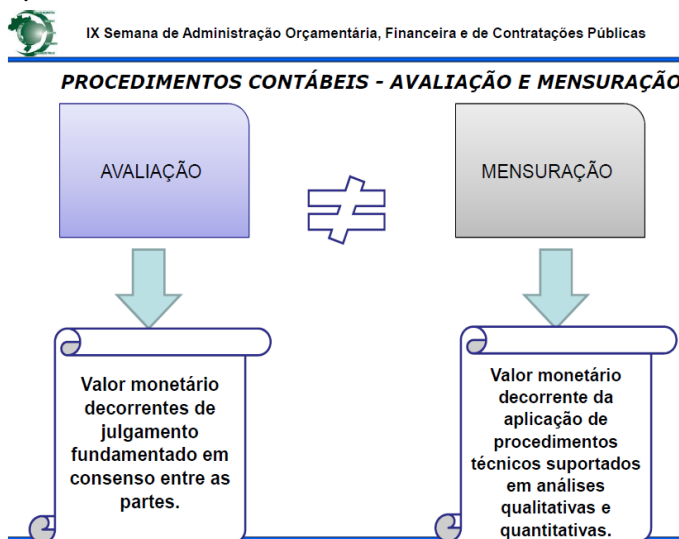 IX Semana de Administração Orçamentária, Financeira e de Contratações Públicas
PROCEDIMENTOS CONTÁBEIS - AVALIAÇÃO E MENSURAÇÃO
AVALIAÇÃO
≠
MENSURAÇÃO
Valor monetário
decorrentes de
julgamento
fundamentado em
consenso entre as
partes.
Valor monetário
decorrente da
aplicação de
procedimentos
técnicos suportados
em análises
qualitativas e
quantitativas.